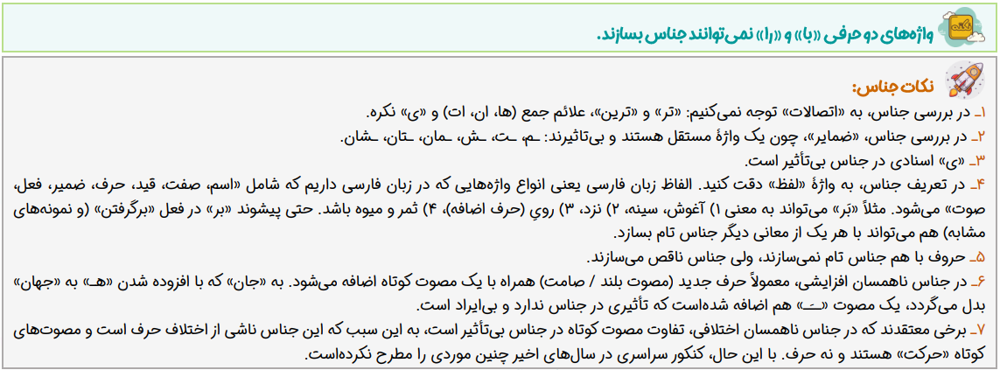 واژه‌های دو حرفی «با» و «را» نمی‌توانند جناس بسازند.
نکات جناس:
۱ـ در بررسی جناس، به «اتصالات» توجه نمی‌کنیم: «تر» و «ترین»، علائم جمع (ها، ان، ات) و «ی» نکره.
۲ـ در بررسی جناس، «ضمایر»، چون یک واژهٔ مستقل هستند و بی‌تاثیرند: ـم، ـت، ـش، ـمان، ـتان، ـشان.
۳ـ «ی» اسنادی در جناس بی‌تأثیر است.
۴ـ در تعریف جناس، به واژهٔ «لفظ» دقت کنید. الفاظ زبان فارسی یعنی انواع واژه‌هایی که در زبان فارسی داریم که شامل «اسم، صفت، قید، حرف، ضمیر، فعل،
صوت» می‌شود. مثلاً «بَر» می‌تواند به معنی ۱) آغوش، سینه، ۲) نزد، ۳) رویِ (حرف اضافه)، ۴) ثمر و میوه باشد. حتی پیشوند «بر» در فعل «برگرفتن» (و نمونه‌های
مشابه) هم می‌تواند با هر یک از معانی دیگر جناس تام بسازد.
۵ـ حروف با هم جناس تام نمی‌سازند، ولی جناس ناقص می‌سازند.
۶ـ در جناس ناهمسان افزایشی، معمولاً حرف جدید (مصوت بلند / صامت) همراه با یک مصوت کوتاه اضافه می‌شود. به «جان» که با افزوده شدن «هـ» به «جهان»
بدل می‌گردد، یک مصوت «ـَـ» هم اضافه شده‌است که تأثیری در جناس ندارد و بی‌ایراد است.
۷ـ برخی معتقدند که در جناس ناهمسان اختلافی، تفاوت مصوت کوتاه در جناس بی‌تأثیر است، به این سبب که این جناس ناشی از اختلاف حرف است و مصوت‌های
کوتاه «حرکت» هستند و نه حرف. با این حال، کنکور سراسری در سال‌های اخیر چنین موردی را مطرح نکرده‌است.